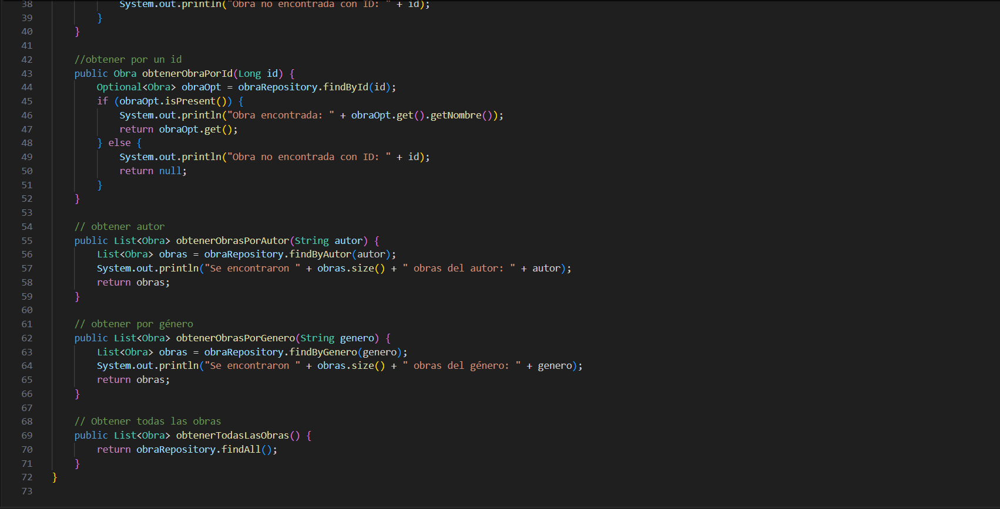 38 System.out.println("Obra no encontrada con ID: " + id);
39 }
40 }
41
42 //obtener por un id
43 public Obra obtenerObraPorId(Long id) {
44 Optional<Obra> obraOpt = obraRepository.findById(id);
45 if (obraOpt.isPresent()) {
46 System.out.println("Obra encontrada: " + obraOpt.get().getNombre());
47 return obraOpt.get();
48 } else {
49 System.out.println("Obra no encontrada con ID: " + id);
50 return null;
51 }
52 }
53
54 // obtener autor
55 public List<Obra> obtenerObrasPorAutor(String autor) {
56 List<Obra> obras = obraRepository.findByAutor(autor);
57 System.out.println("Se encontraron " + obras.size() + " obras del autor: " + autor);
58 return obras;
59 }
60
61 // obtener por género
62 public List<Obra> obtenerObrasPorGenero(String genero) {
63 List<Obra> obras = obraRepository.findByGenero(genero);
64 System.out.println("Se encontraron " + obras.size() + " obras del género: " + genero);
65 return obras;
66 }
67
68 // Obtener todas las obras
69 public List<Obra> obtenerTodasLasObras() {
70 return obraRepository.findAll();
71 }
72 }
73